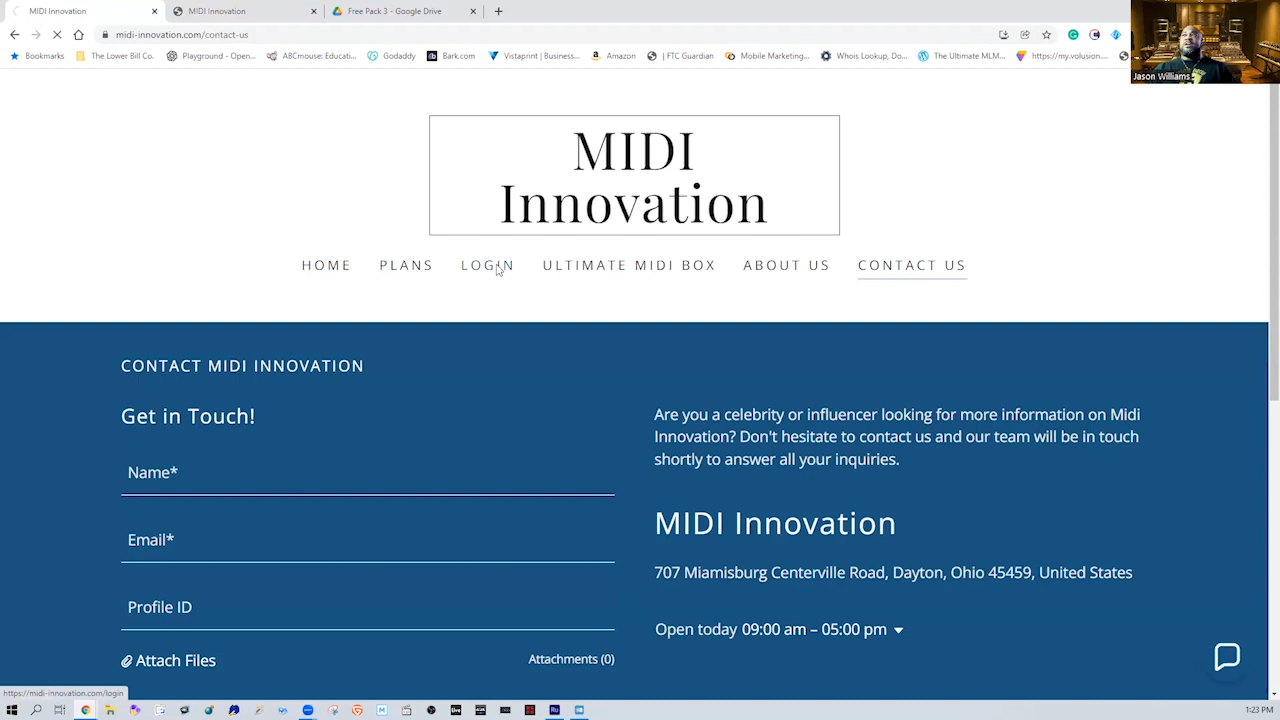 MIDI Innovation
MIDI Innovation
Free Pack 3 - Google Drive
midi-innovation.com/contact-us
Bookmarks
The Lower Bill Co...
Playground - Open...
ABCmouse: Educati...
Godaddy
Bark.com
Vistaprint | Business...
Amazon
| FTC Guardian
Mobile Marketing...
Whois Lookup, Do...
The Ultimate MLM...
https://my.volusion....
Jason Williams
MIDI
Innovation
HOME PLANS LOGIN ULTIMATE MIDI BOX ABOUT US CONTACT US
CONTACT MIDI INNOVATION
Get in Touch!
Name*
Email*
Profile ID
Attach Files
Attachments (0)
Are you a celebrity or influencer looking for more information on Midi
Innovation? Don't hesitate to contact us and our team will be in touch
shortly to answer all your inquiries.
MIDI Innovation
707 Miamisburg Centerville Road, Dayton, Ohio 45459, United States
Open today 09:00 am – 05:00 pm
https://midi-innovation.com/login
1:23 PM